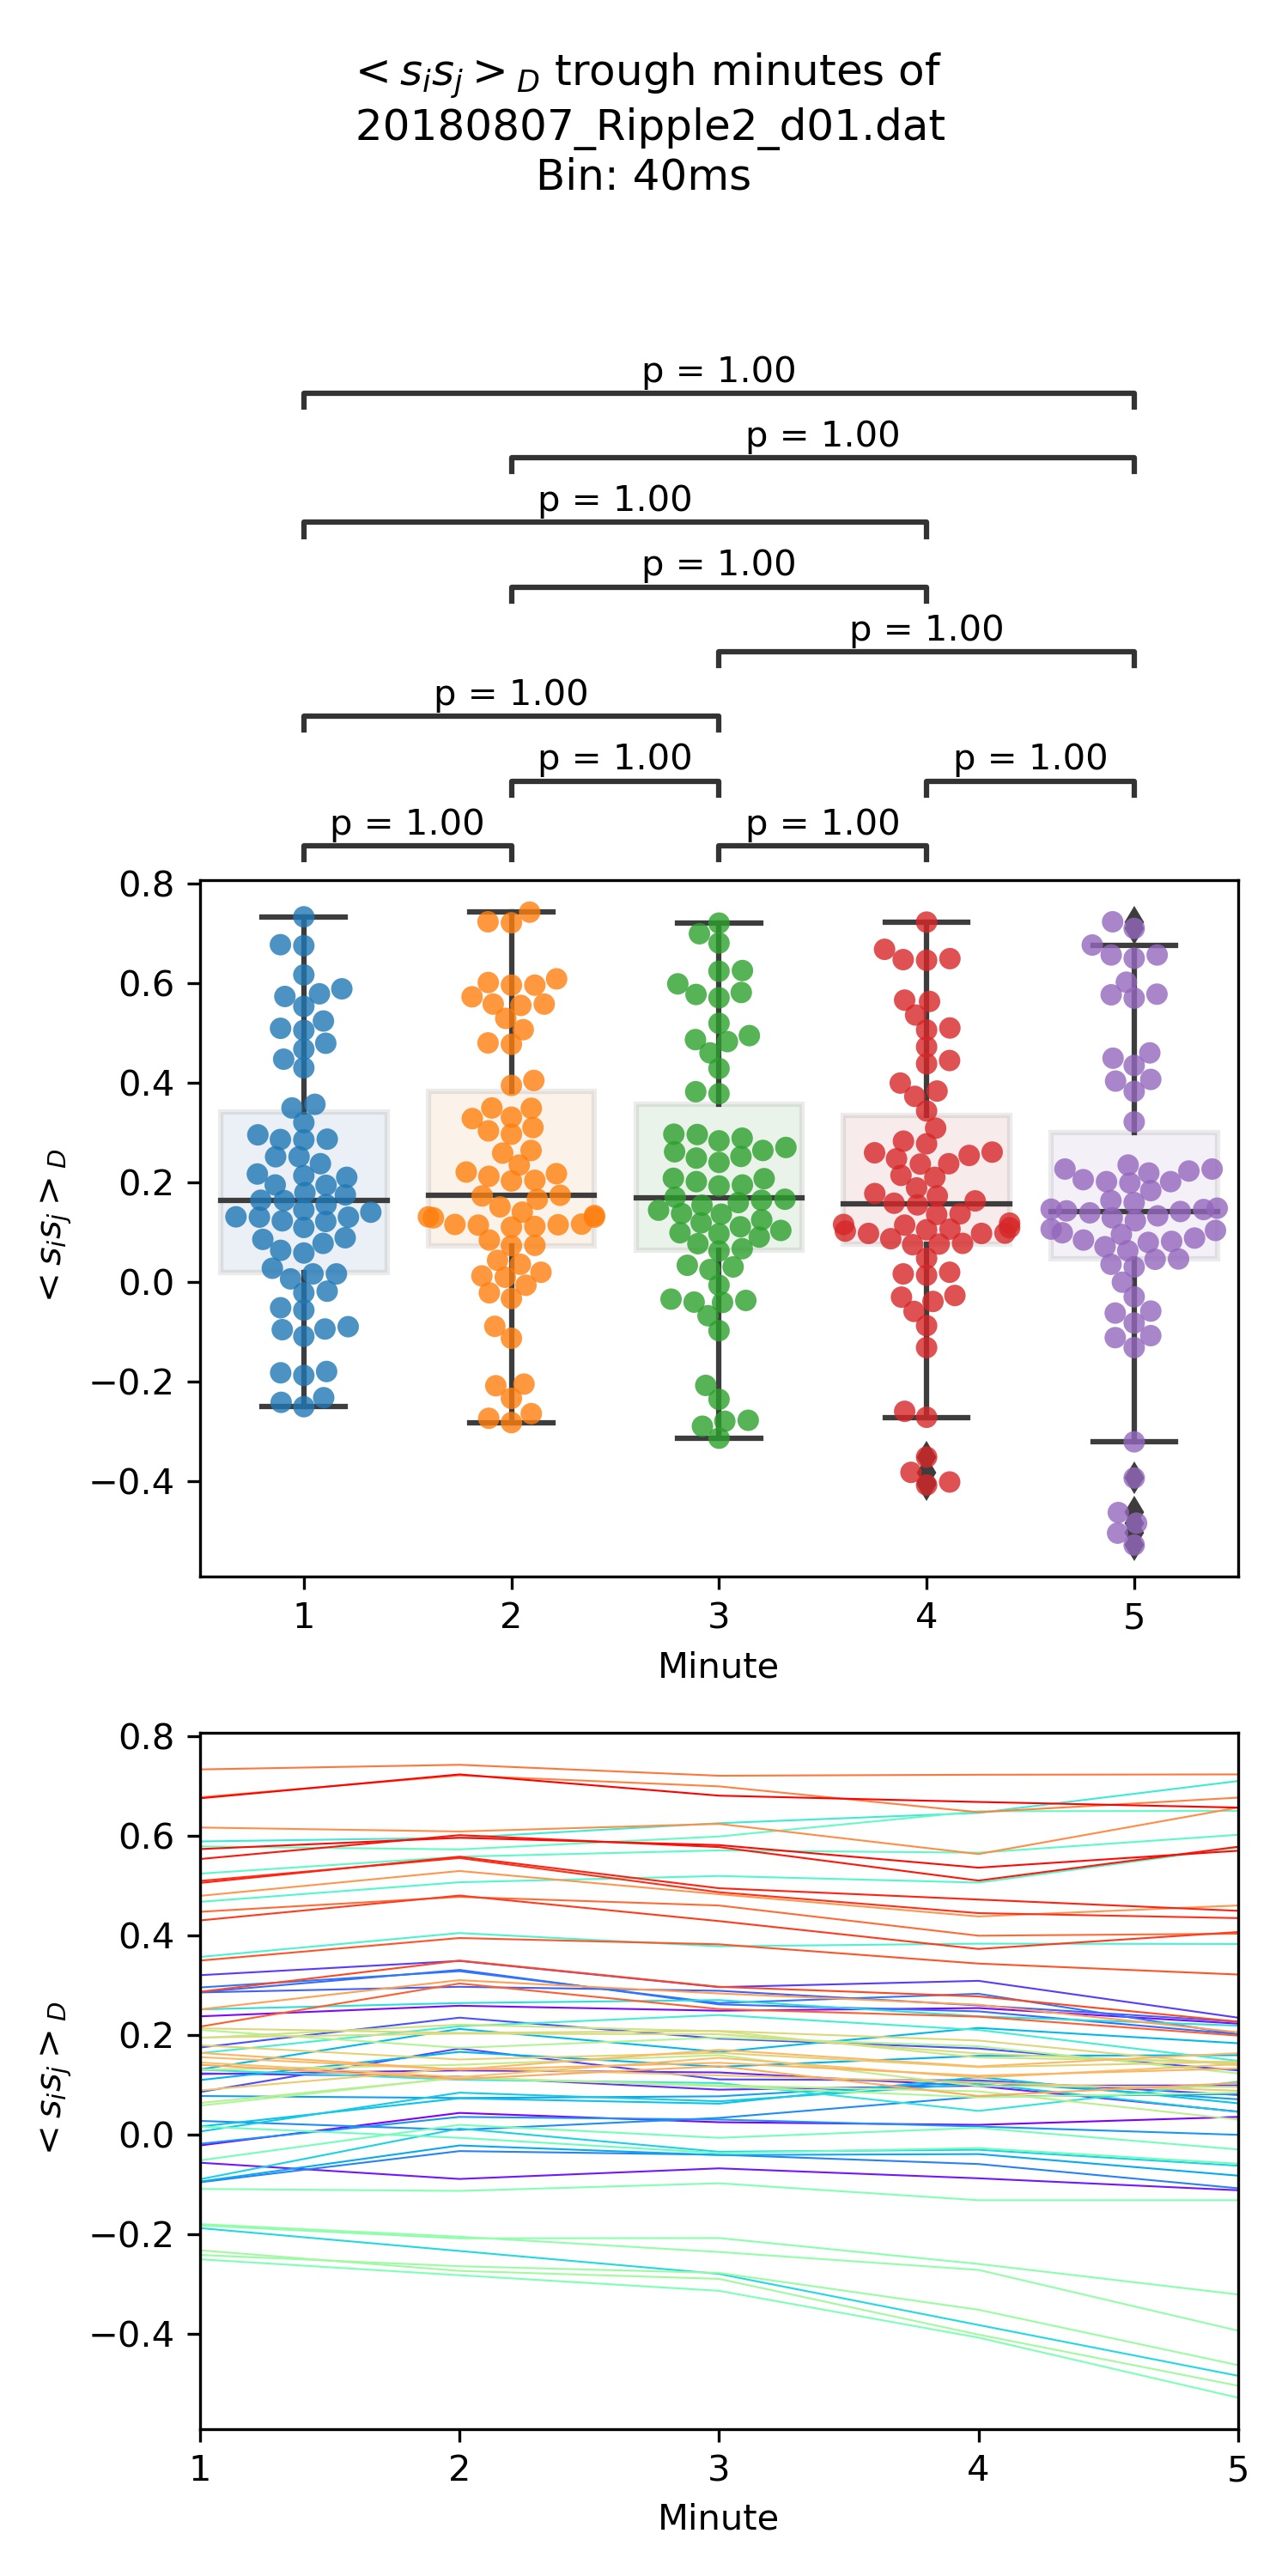 < s_i s_j >_D trough minutes of
20180807_Ripple2_d01.dat
Bin: 40ms
p = 1.00
p = 1.00
p = 1.00
p = 1.00
p = 1.00
p = 1.00
p = 1.00 p = 1.00
p = 1.00 p = 1.00
0.8
0.6
0.4
0.2
0.0
−0.2
−0.4
< s_i s_j >_D
1 2 3 4 5
Minute
0.8
0.6
0.4
0.2
0.0
−0.2
−0.4
< s_i s_j >_D
1 2 3 4 5
Minute